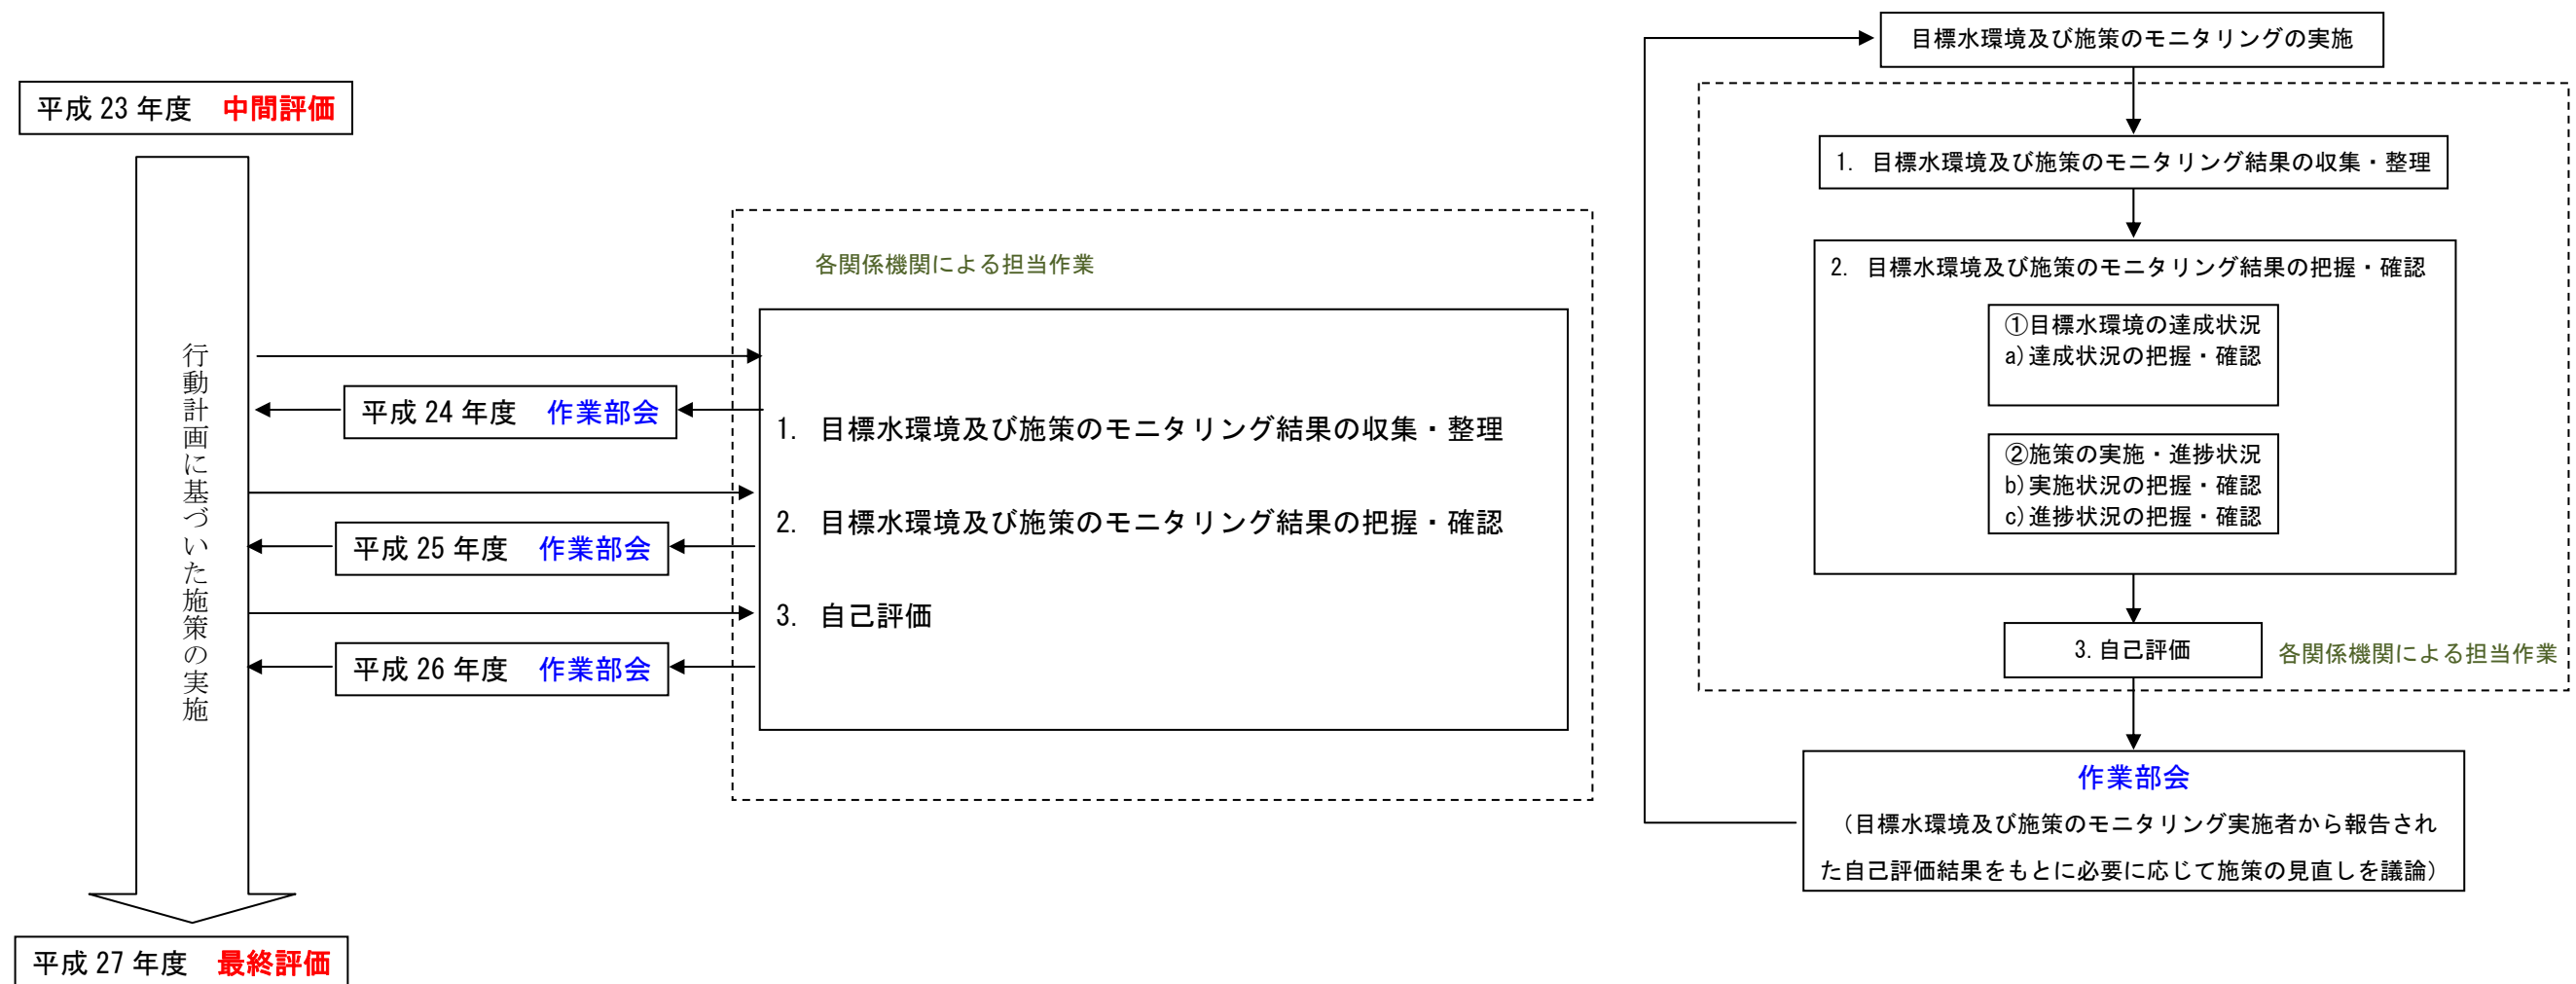 平成 23 年度　中間評価
行動計画に基づいた施策の実施
平成 24 年度　作業部会
平成 25 年度　作業部会
平成 26 年度　作業部会
平成 27 年度　最終評価
各関係機関による担当作業
1. 目標水環境及び施策のモニタリング結果の収集・整理
2. 目標水環境及び施策のモニタリング結果の把握・確認
3. 自己評価
目標水環境及び施策のモニタリングの実施
1. 目標水環境及び施策のモニタリング結果の収集・整理
2. 目標水環境及び施策のモニタリング結果の把握・確認
①目標水環境の達成状況
a)達成状況の把握・確認
②施策の実施・進捗状況
b)実施状況の把握・確認
c)進捗状況の把握・確認
3.自己評価
各関係機関による担当作業
作業部会
（目標水環境及び施策のモニタリング実施者から報告され
た自己評価結果をもとに必要に応じて施策の見直しを議論）